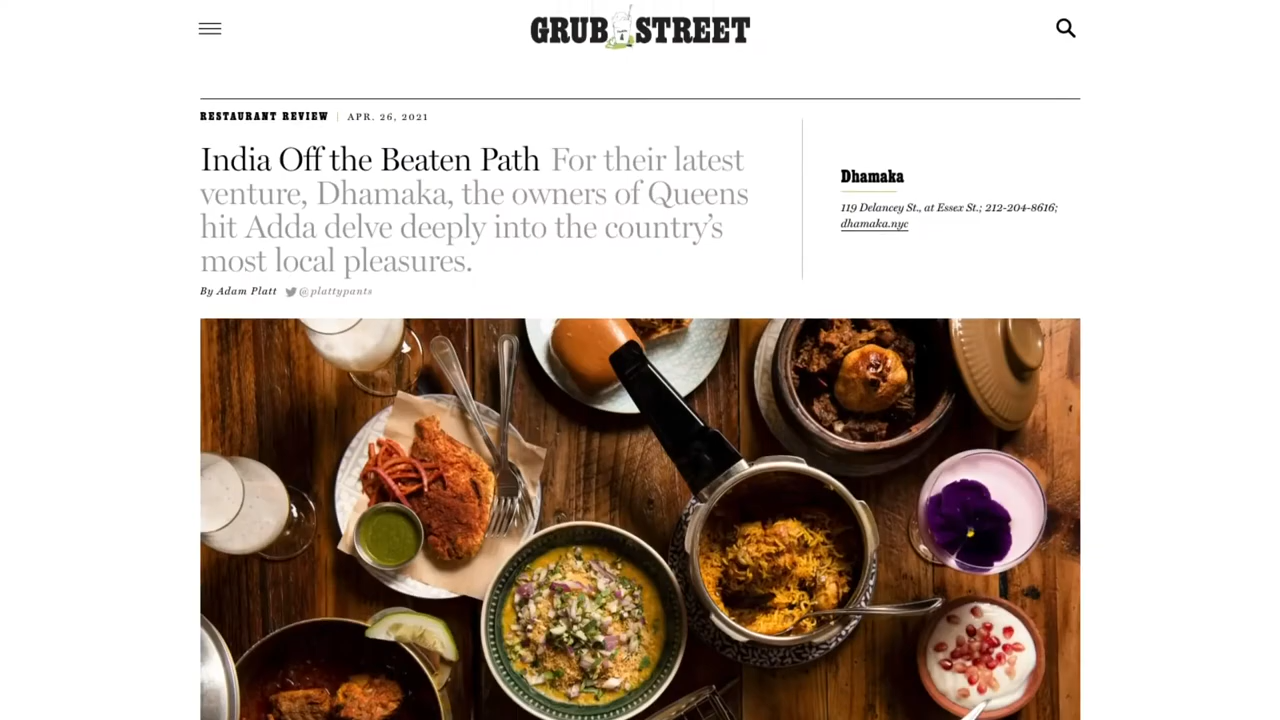 GRUB STREET
RESTAURANT REVIEW | APR. 26, 2021
India Off the Beaten Path For their latest
venture, Dhamaka, the owners of Queens
hit Adda delve deeply into the country’s
most local pleasures.
By Adam Platt @plattypants
Dhamaka
119 Delancey St., at Essex St.; 212-204-8616;
dhamaka.nyc